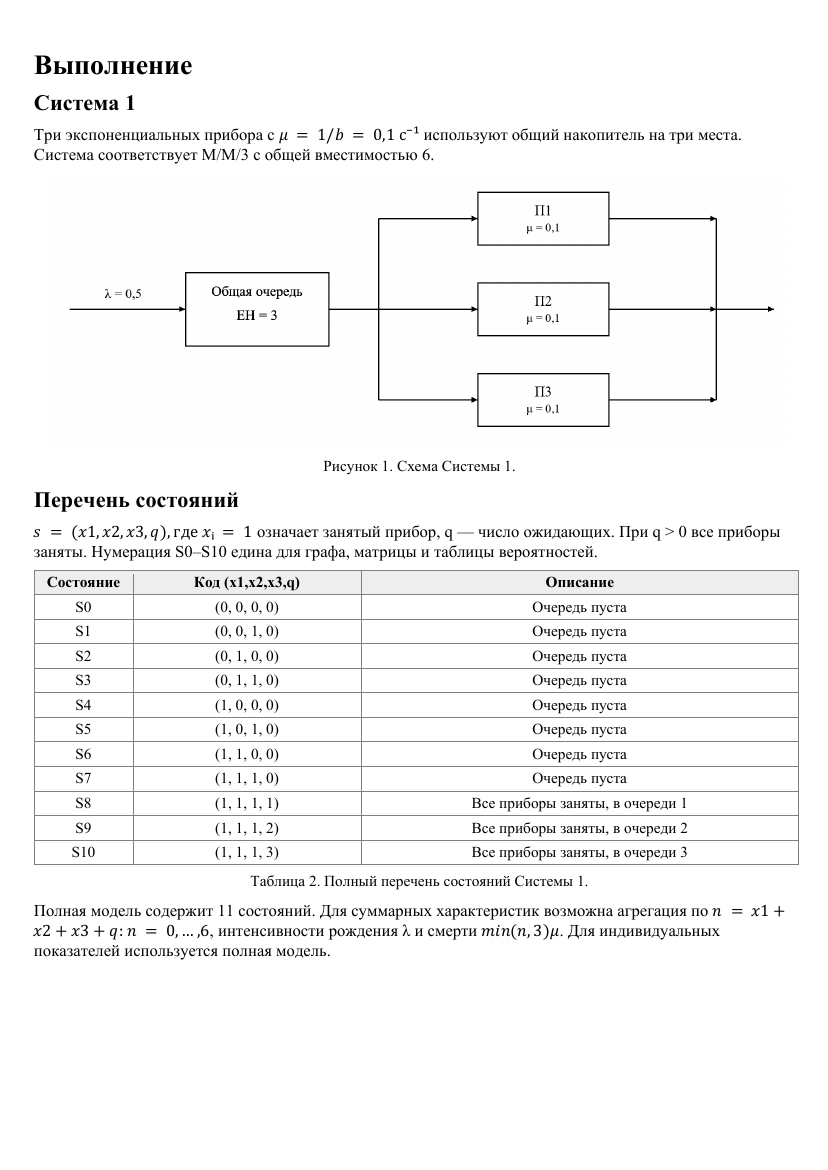 Выполнение
Система 1
Три экспоненциальных прибора с μ = 1/b = 0,1 с⁻¹ используют общий накопитель на три места.
Система соответствует М/М/3 с общей вместимостью 6.
λ = 0,5
Общая очередь
ЕН = 3
П1
μ = 0,1
П2
μ = 0,1
П3
μ = 0,1
Рисунок 1. Схема Системы 1.
Перечень состояний
s = (x1, x2, x3, q), где xᵢ = 1 означает занятый прибор, q — число ожидающих. При q > 0 все приборы
заняты. Нумерация S0–S10 едина для графа, матрицы и таблицы вероятностей.
Состояние Код (x1,x2,x3,q) Описание
S0 (0, 0, 0, 0) Очередь пуста
S1 (0, 0, 1, 0) Очередь пуста
S2 (0, 1, 0, 0) Очередь пуста
S3 (0, 1, 1, 0) Очередь пуста
S4 (1, 0, 0, 0) Очередь пуста
S5 (1, 0, 1, 0) Очередь пуста
S6 (1, 1, 0, 0) Очередь пуста
S7 (1, 1, 1, 0) Очередь пуста
S8 (1, 1, 1, 1) Все приборы заняты, в очереди 1
S9 (1, 1, 1, 2) Все приборы заняты, в очереди 2
S10 (1, 1, 1, 3) Все приборы заняты, в очереди 3
Таблица 2. Полный перечень состояний Системы 1.
Полная модель содержит 11 состояний. Для суммарных характеристик возможна агрегация по n = x1 +
x2 + x3 + q: n = 0, … ,6, интенсивности рождения λ и смерти min(n, 3)μ. Для индивидуальных
показателей используется полная модель.